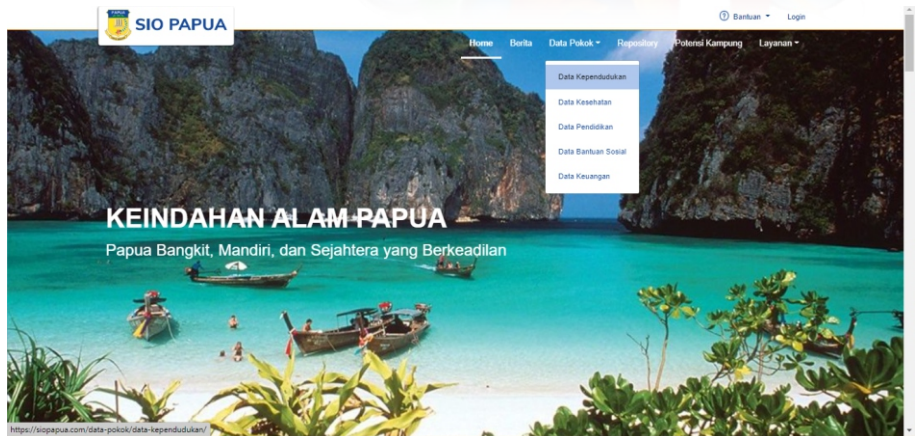 PAPUA
SIO PAPUA
Bantuan
Login
Home Berita Data Pokok Repository Potensi Kampung Layanan
Data Kependudukan
Data Kesehatan
Data Pendidikan
Data Bantuan Sosial
Data Keuangan
KEINDAHAN ALAM PAPUA
Papua Bangkit, Mandiri, dan Sejahtera yang Berkeadilan
https://siopapua.com/data-pokok/data-kependudukan/